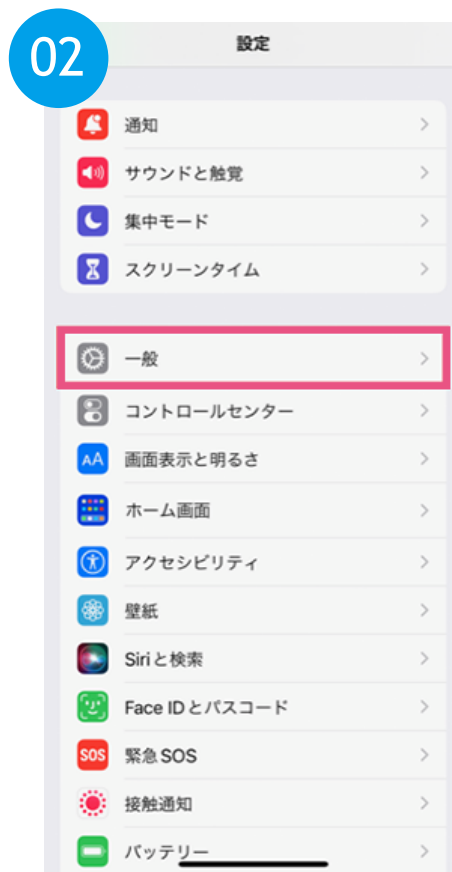 02
設定
通知
サウンドと触覚
集中モード
スクリーンタイム
一般
コントロールセンター
AA 画面表示と明るさ
ホーム画面
アクセシビリティ
壁紙
Siriと検索
Face IDとパスコード
SOS 緊急SOS
接触通知
バッテリー